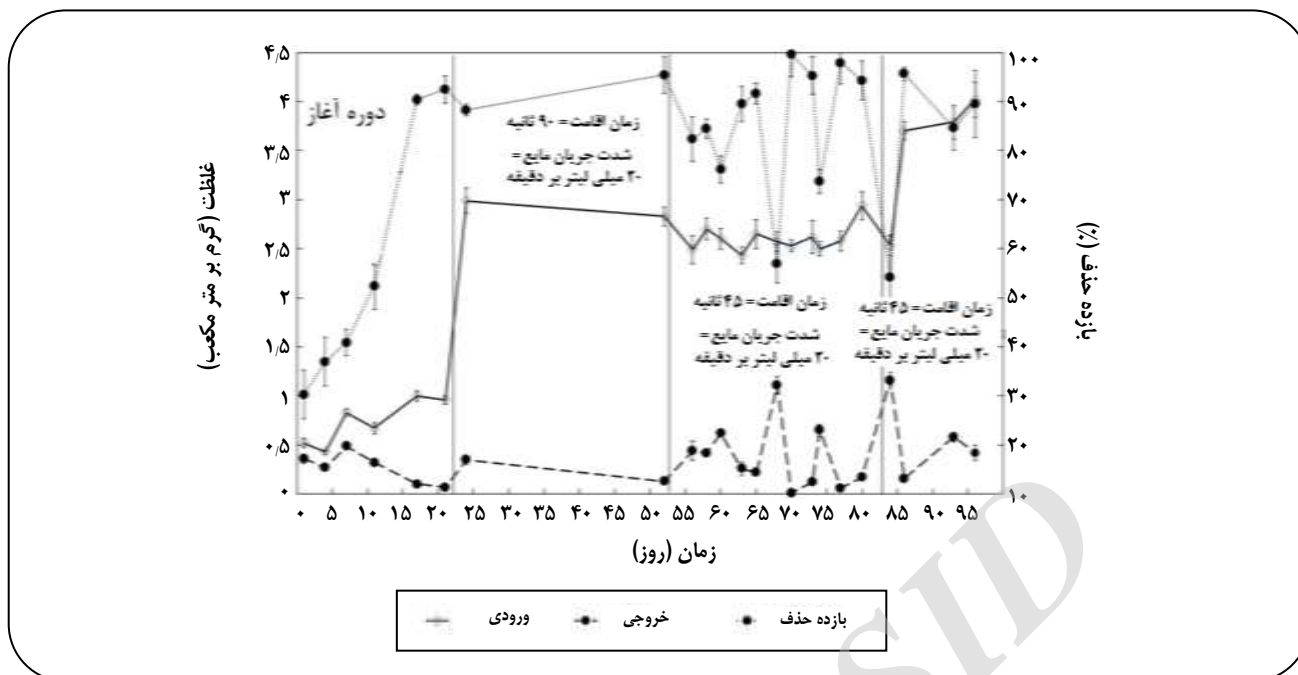 غلظت (گرم بر متر مکعب)
۴٫۵
۴
۳٫۵
۳
۲٫۵
۲
۱٫۵
۱
۰٫۵
۰
دوره آغاز
زمان اقامت= ۹۰ ثانیه
شدت جریان مایع =
۲۰ میلی لیتر بر دقیقه
زمان اقامت= ۴۵ ثانیه
شدت جریان مایع =
۲۰ میلی لیتر بر دقیقه
زمان اقامت= ۴۵ ثانیه
شدت جریان مایع =
۲۰ میلی لیتر بر دقیقه
۱۰۰
۹۰
۸۰
۷۰
۶۰
۵۰
۴۰
۳۰
۲۰
۱۰
بازده حذف (%)
۰ ۵ ۱۰ ۱۵ ۲۰ ۲۵ ۳۰ ۳۵ ۴۰ ۴۵ ۵۰ ۵۵ ۶۰ ۶۵ ۷۰ ۷۵ ۸۰ ۸۵ ۹۰ ۹۵
زمان (روز)
ورودی خروجی بازده حذف
SID